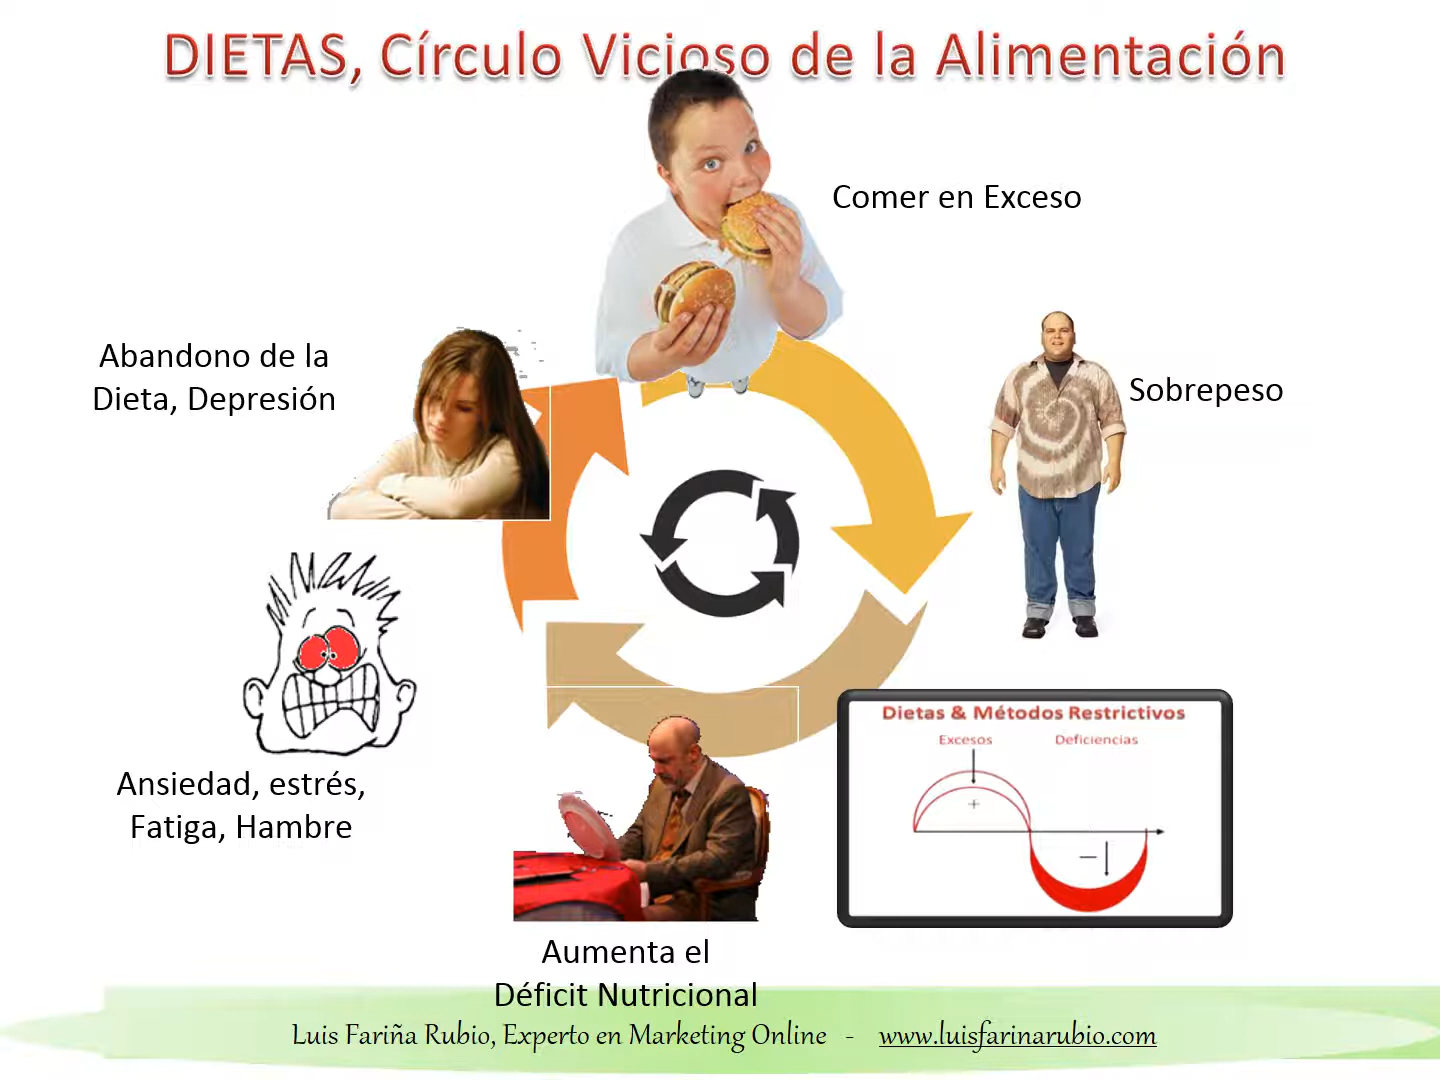 DIETAS, Círculo Vicioso de la Alimentación
Comer en Exceso
Sobrepeso
Dietas & Métodos Restrictivos
Excesos Deficiencias
+
–
Aumenta el
Déficit Nutricional
Ansiedad, estrés,
Fatiga, Hambre
Abandono de la
Dieta, Depresión
Luis Fariña Rubio, Experto en Marketing Online - www.luisfarinarubio.com